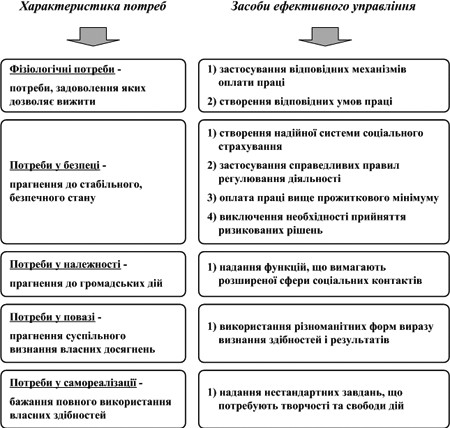 Характеристика потреб
Засоби ефективного управління
Фізіологічні потреби -
потреби, задоволення яких
дозволяє вижити
1) застосування відповідних механізмів
оплати праці
2) створення відповідних умов праці
Потреби у безпеці -
прагнення до стабільного,
безпечного стану
1) створення надійної системи соціального
страхування
2) застосування справедливих правил
регулювання діяльності
3) оплата праці вище прожиткового мінімуму
4) виключення необхідності прийняття
ризикованих рішень
Потреби у належності -
прагнення до громадських дій
1) надання функцій, що вимагають
розширеної сфери соціальних контактів
Потреби у повазі -
прагнення суспільного
визнання власних досягнень
1) використання різноманітних форм виразу
визнання здібностей і результатів
Потреби у самореалізації -
бажання повного використання
власних здібностей
1) надання нестандартних завдань, що
потребують творчості та свободи дій